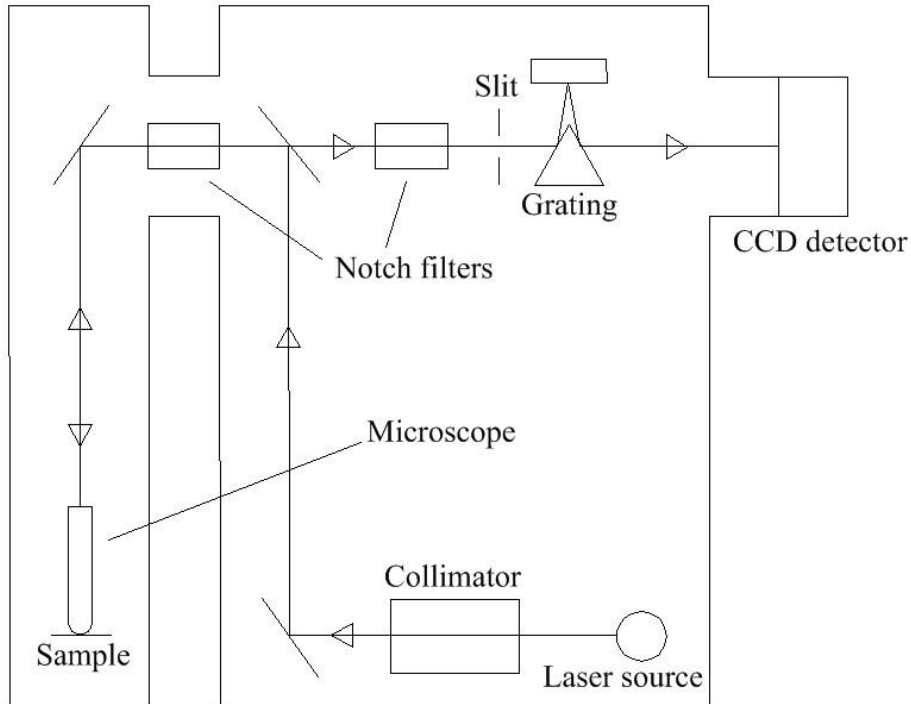 Slit
Grating
CCD detector
Notch filters
Microscope
Collimator
Sample
Laser source